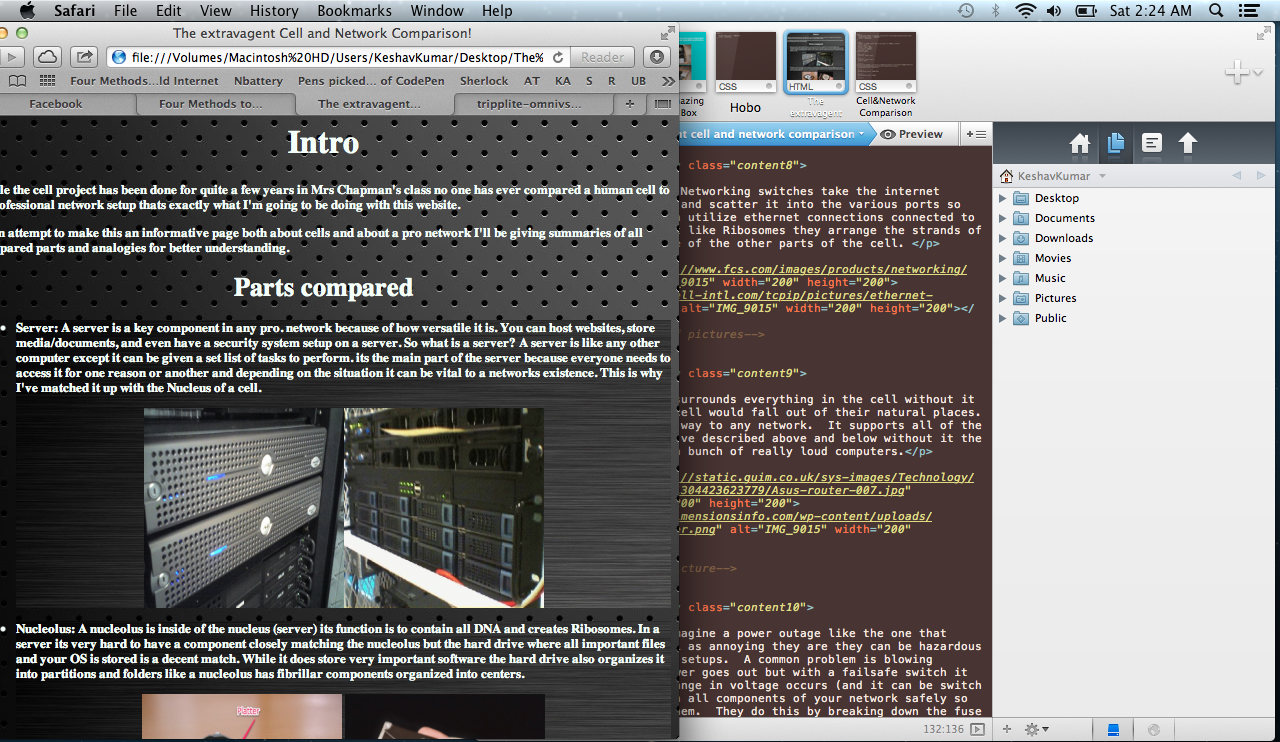 Safari File Edit View History Bookmarks Window Help
Sat 2:24 AM
The extravagent Cell and Network Comparison!
file:///Volumes/Macintosh%20HD/Users/KeshavKumar/Desktop/The%
Reader
Four Methods...ld Internet Nbattery Pens picked... of CodePen Sherlock AT KA S R UB
Facebook Four Methods to... The extravagent... tripplite-omnivs...
Intro
le the cell project has been done for quite a few years in Mrs Chapman's class no one has ever compared a human cell to
ofessional network setup thats exactly what I'm going to be doing with this website.
n attempt to make this an informative page both about cells and about a pro network I'll be giving summaries of all
pared parts and analogies for better understanding.
Parts compared
Server: A server is a key component in any pro. network because of how versatile it is. You can host websites, store
media/documents, and even have a security system setup on a server. So what is a server? A server is like any other
computer except it can be given a set list of tasks to perform. its the main part of the server because everyone needs to
access it for one reason or another and depending on the situation it can be vital to a networks existence. This is why
I've matched it up with the Nucleus of a cell.
Nucleolus: A nucleolus is inside of the nucleus (server) its function is to contain all DNA and creates Ribosomes. In a
server its very hard to have a component closely matching the nucleolus but the hard drive where all important files
and your OS is stored is a decent match. While it does store very important software the hard drive also organizes it
into partitions and folders like a nucleolus has fibrillar components organized into centers.
Platter
CSS HTML CSS
azing
Box
Hobo
The
extravagent
Cell&Network
Comparison
t cell and network comparison
Preview
class="content8">
Networking switches take the internet
and scatter it into the various ports so
utilize ethernet connections connected to
like Ribosomes they arrange the strands of
of the other parts of the cell. </p>
//www.fcs.com/images/products/networking/
9015" width="200" height="200">
ll-intl.com/tcpip/pictures/ethernet-
alt="IMG_9015" width="200" height="200"></
pictures-->
class="content9">
urrounds everything in the cell without it
ell would fall out of their natural places.
way to any network. It supports all of the
ve described above and below without it the
bunch of really loud computers.</p>
//static.guim.co.uk/sys-images/Technology/
304423623779/Asus-router-007.jpg"
00" height="200">
mensionsinfo.com/wp-content/uploads/
r.png" alt="IMG_9015" width="200"
icture-->
class="content10">
magine a power outage like the one that
as annoying they are they can be hazardous
setups. A common problem is blowing
wer goes out but with a failsafe switch it
nge in voltage occurs (and it can be switch
all components of your network safely so
em. They do this by breaking down the fuse
132:136
KeshavKumar
Desktop
Documents
Downloads
Movies
Music
Pictures
Public